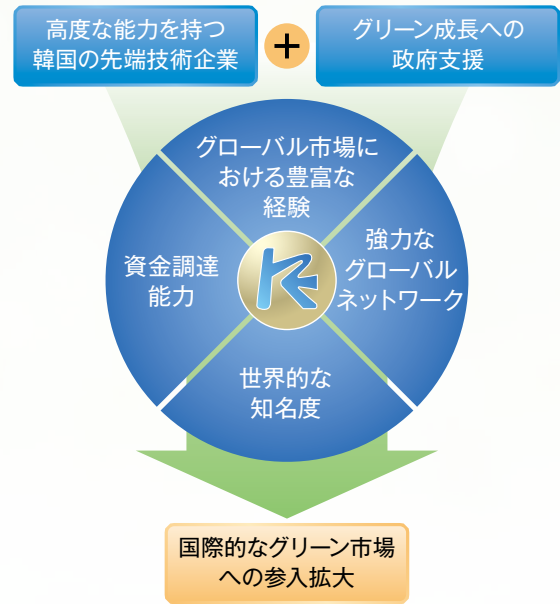 高度な能力を持つ
韓国の先端技術企業
+
グリーン成長への
政府支援
グローバル市場に
おける豊富な
経験
資金調達
能力
強力な
グローバル
ネットワーク
世界的な
知名度
国際的なグリーン市場
への参入拡大